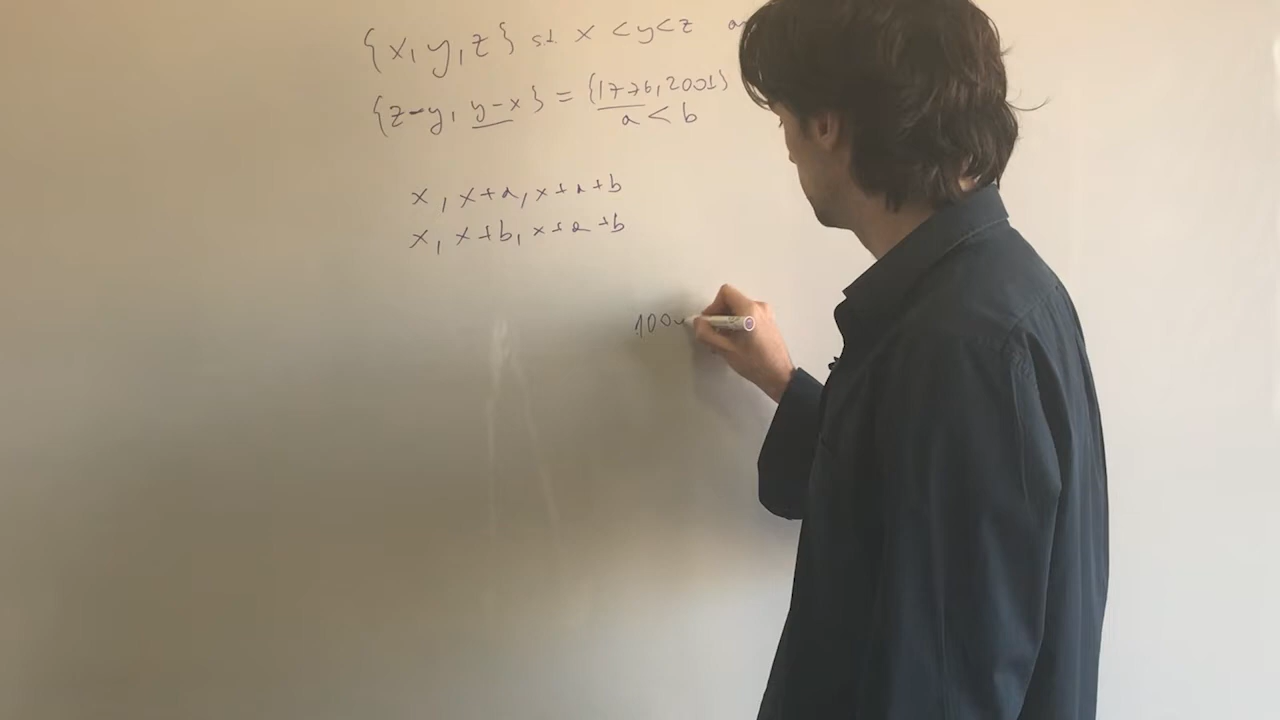 {x, y, z} s.t. x < y < z
{z-y, y-x} = {1776, 2001}
a < b
x, x+a, x+a+b
x, x+b, x+a+b
100